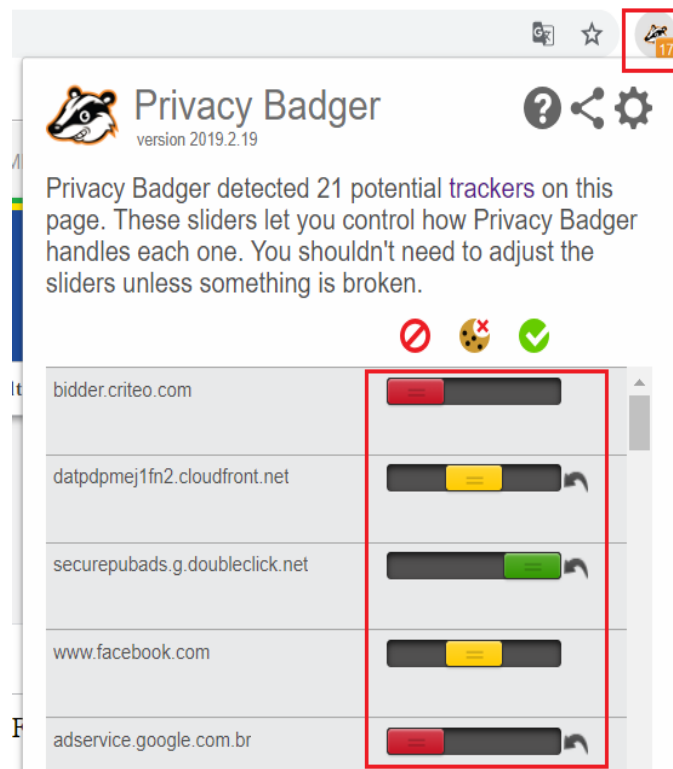 17
Privacy Badger
version 2019.2.19
Privacy Badger detected 21 potential trackers on this
page. These sliders let you control how Privacy Badger
handles each one. You shouldn't need to adjust the
sliders unless something is broken.
bidder.criteo.com
datpdpmej1fn2.cloudfront.net
securepubads.g.doubleclick.net
www.facebook.com
adservice.google.com.br